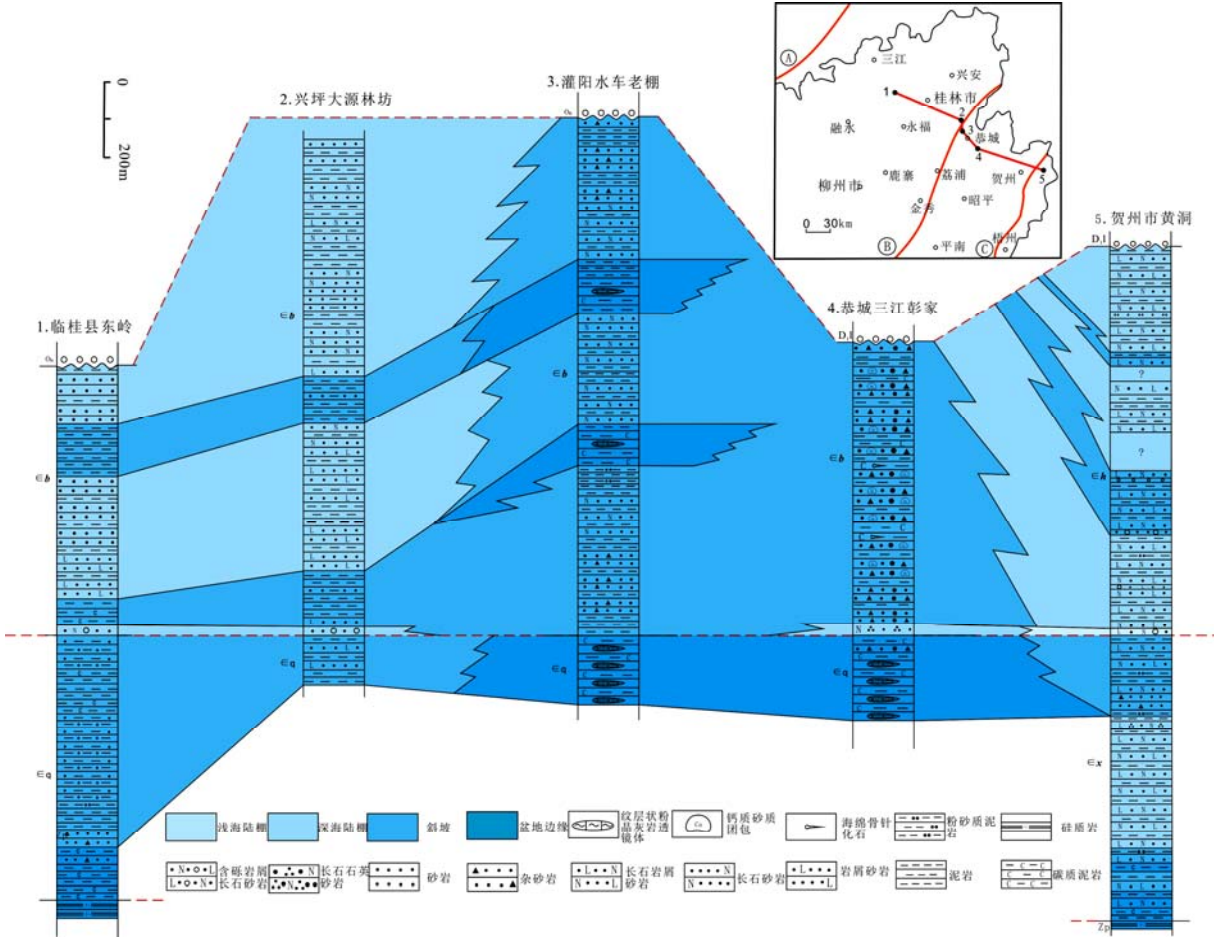 0
200m
1.临桂县东岭
2.兴坪大源林坊
3.灌阳水车老棚
4.恭城三江彭家
5.贺州市黄洞
A
三江
兴安
1
桂林市
2
融水
永福
3
恭城
4
鹿寨
荔浦
贺州
5
柳州市
金秀
昭平
0 30km
B
平南
C
梧州
D₁l
D₁l
∈b
∈b
∈b
∈b
∈q
∈q
∈q
∈q
∈x
Zp
?
?
浅海陆棚
深海陆棚
斜坡
盆地边缘
纹层状粉晶灰岩透镜体
钙质砂质团包
海绵骨针化石
粉砂质泥岩
硅质岩
含砾岩屑长石砂岩
长石石英砂岩
砂岩
杂砂岩
长石岩屑砂岩
长石砂岩
岩屑砂岩
泥岩
碳质泥岩